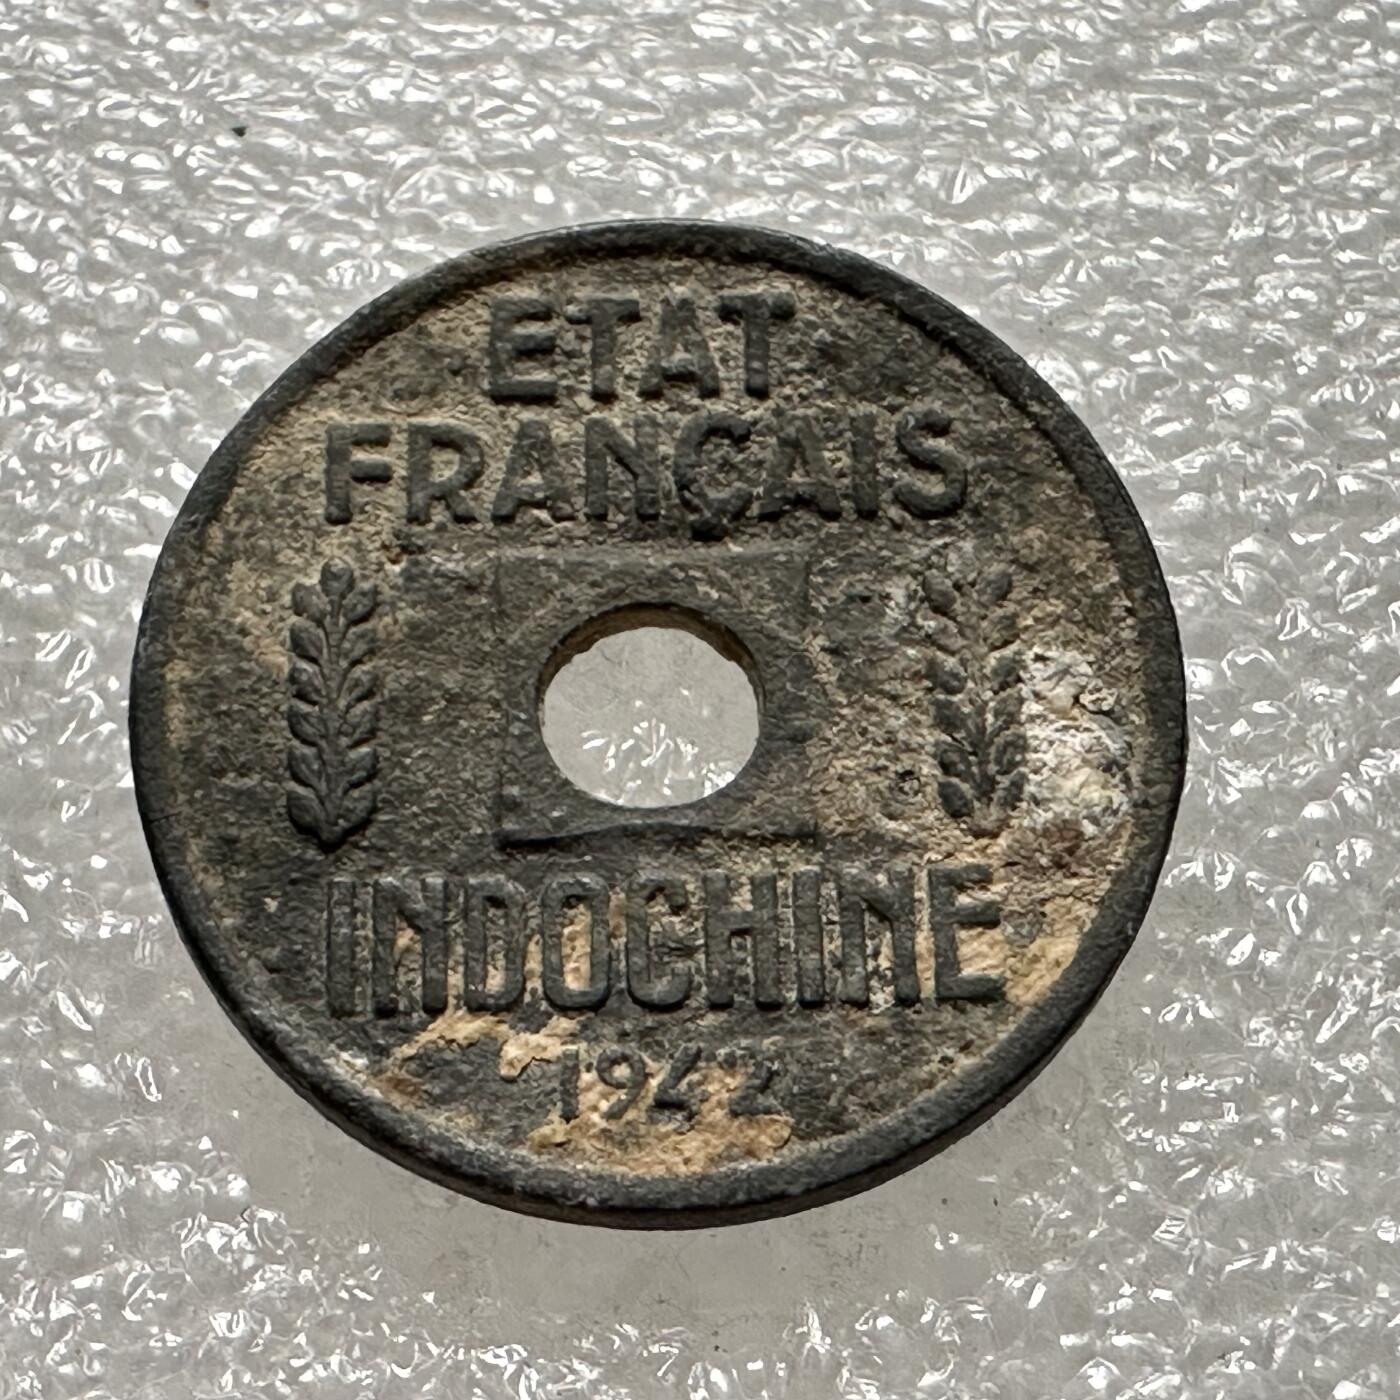 ETAT
FRANÇAIS
INDOCHINE
1942